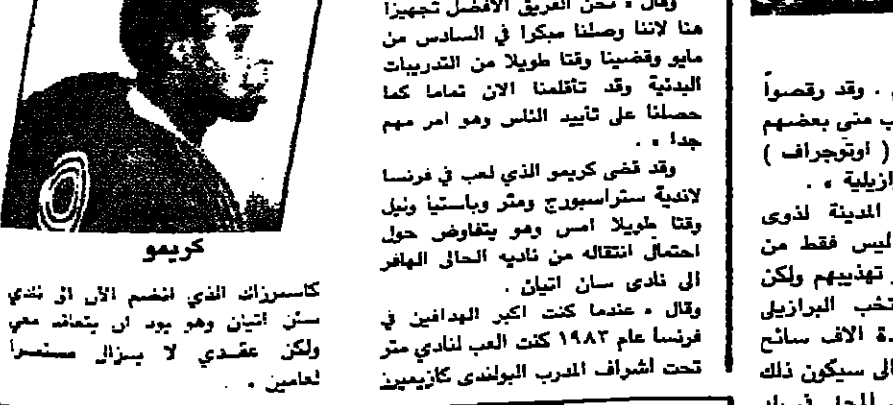 وقال « نحن الفريق الافضل تجهيزا
هنا لاننا وصلنا مبكرا في السادس من
مايو وقضينا وقتا طويلا من التدريبات
البدنية وقد تأقلمنا الان تماما كما
حصلنا على تأييد الناس وهو امر مهم
جدا » .
وقد قضى كريمو الذي لعب في فرنسا
لاندية ستراسبورج ومتز وباستيا ونيل
وقتا طويلا امس وهو يتفاوض حول
احتمال انتقاله من ناديه الحالى الهافر
الى نادى سان اتيان .
وقال « عندما كنت اكبر الهدافين في
فرنسا عام ١٩٨٣ كنت العب لنادي متز
تحت اشراف المدرب البولندى كازيميرز
كريمو
كاسبرزاك الذي انضم الآن الى نادي
سان اتيان وهو يود ان يتعاقد معي
ولكن عقدي لا يزال مستمرا
لعامين » .
. وقد رقصوا
منى بعضهم
( اوتوجراف )
ازيلية » .
المدينة لذوى
ليس فقط من
تهذيبهم ولكن
تخب البرازيلى
ة الاف سائح
الى سيكون ذلك